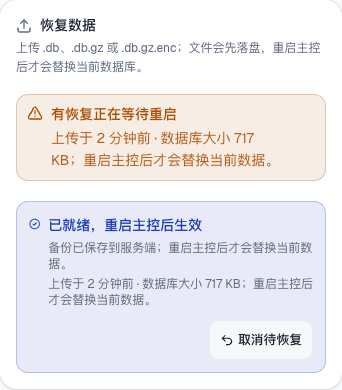 恢复数据
上传 .db、.db.gz 或 .db.gz.enc；文件会先落盘，重启主控
后才会替换当前数据库。
有恢复正在等待重启
上传于 2 分钟前 · 数据库大小 717
KB；重启主控后才会替换当前数据。
已就绪，重启主控后生效
备份已保存到服务端；重启主控后才会替换当前数
据。
上传于 2 分钟前 · 数据库大小 717 KB；重启主控后
才会替换当前数据。
取消待恢复